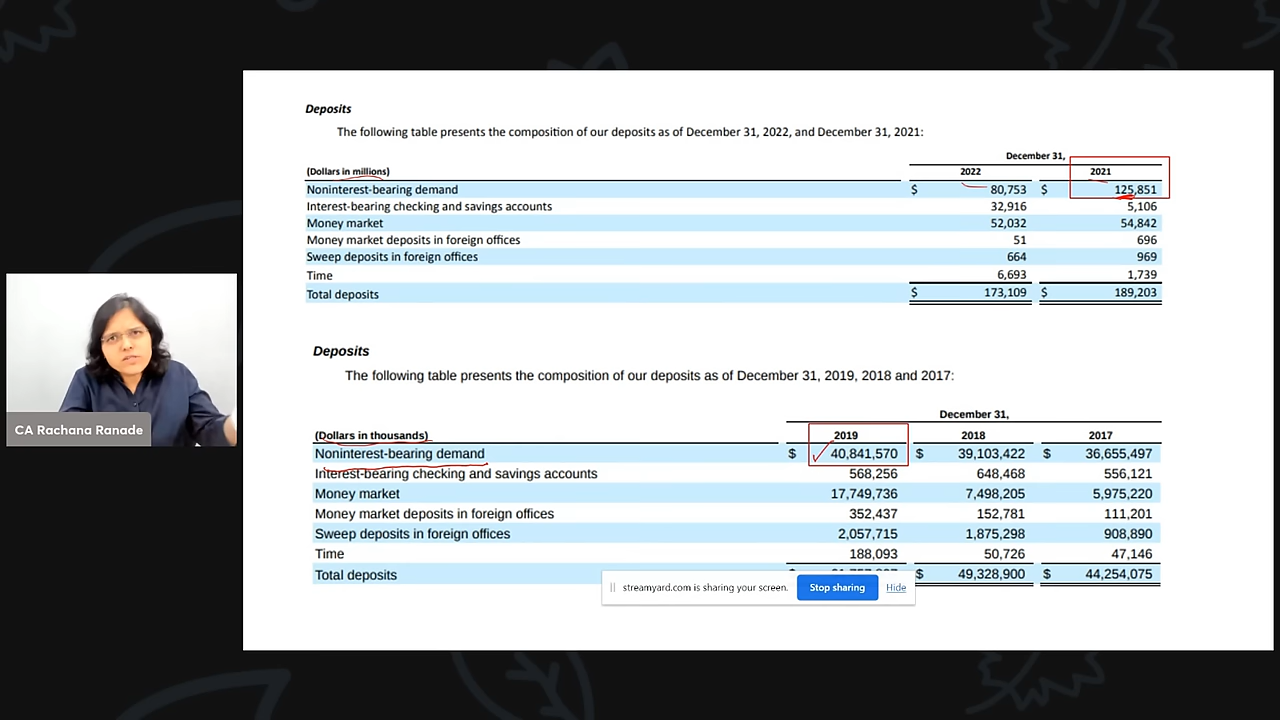 Deposits
The following table presents the composition of our deposits as of December 31, 2022, and December 31, 2021:
December 31,
(Dollars in millions) 2022 2021
Noninterest-bearing demand $ 80,753 $ 125,851
Interest-bearing checking and savings accounts 32,916 5,106
Money market 52,032 54,842
Money market deposits in foreign offices 51 696
Sweep deposits in foreign offices 664 969
Time 6,693 1,739
Total deposits $ 173,109 $ 189,203
Deposits
The following table presents the composition of our deposits as of December 31, 2019, 2018 and 2017:
December 31,
(Dollars in thousands) 2019 2018 2017
Noninterest-bearing demand $ 40,841,570 $ 39,103,422 $ 36,655,497
Interest-bearing checking and savings accounts 568,256 648,468 556,121
Money market 17,749,736 7,498,205 5,975,220
Money market deposits in foreign offices 352,437 152,781 111,201
Sweep deposits in foreign offices 2,057,715 1,875,298 908,890
Time 188,093 50,726 47,146
Total deposits $ 49,328,900 $ 44,254,075
streamyard.com is sharing your screen. Stop sharing Hide
CA Rachana Ranade